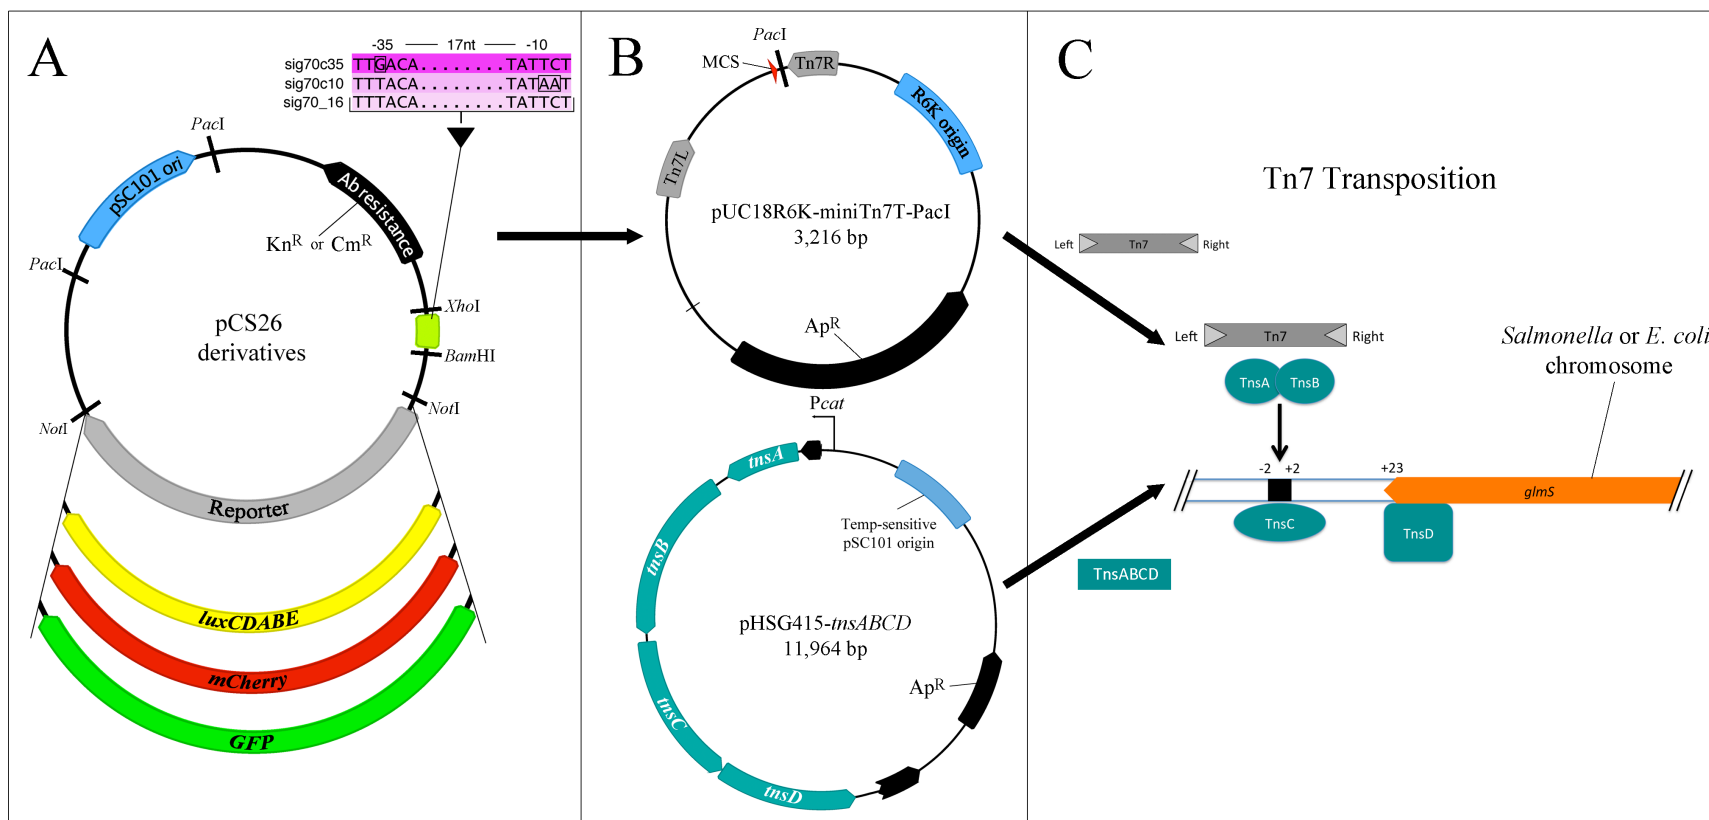 A
-35 17nt -10
sig70c35 TTGACA........TATTCT
sig70c10 TTTACA........TATAAT
sig70_16 TTTACA........TATTCT
PacI
pSC101 ori
Ab resistance
KnR or CmR
PacI
XhoI
pCS26
derivatives
BamHI
NotI
NotI
Reporter
luxCDABE
mCherry
GFP
B
PacI
MCS
Tn7R
R6K origin
Tn7L
pUC18R6K-miniTn7T-PacI
3,216 bp
ApR
Pcat
tnsA
Temp-sensitive
pSC101 origin
tnsB
pHSG415-tnsABCD
11,964 bp
ApR
tnsC
tnsD
C
Tn7 Transposition
Left Tn7 Right
Left Tn7 Right
Salmonella or E. coli
chromosome
TnsA TnsB
-2 +2 +23
glmS
TnsC
TnsD
TnsABCD